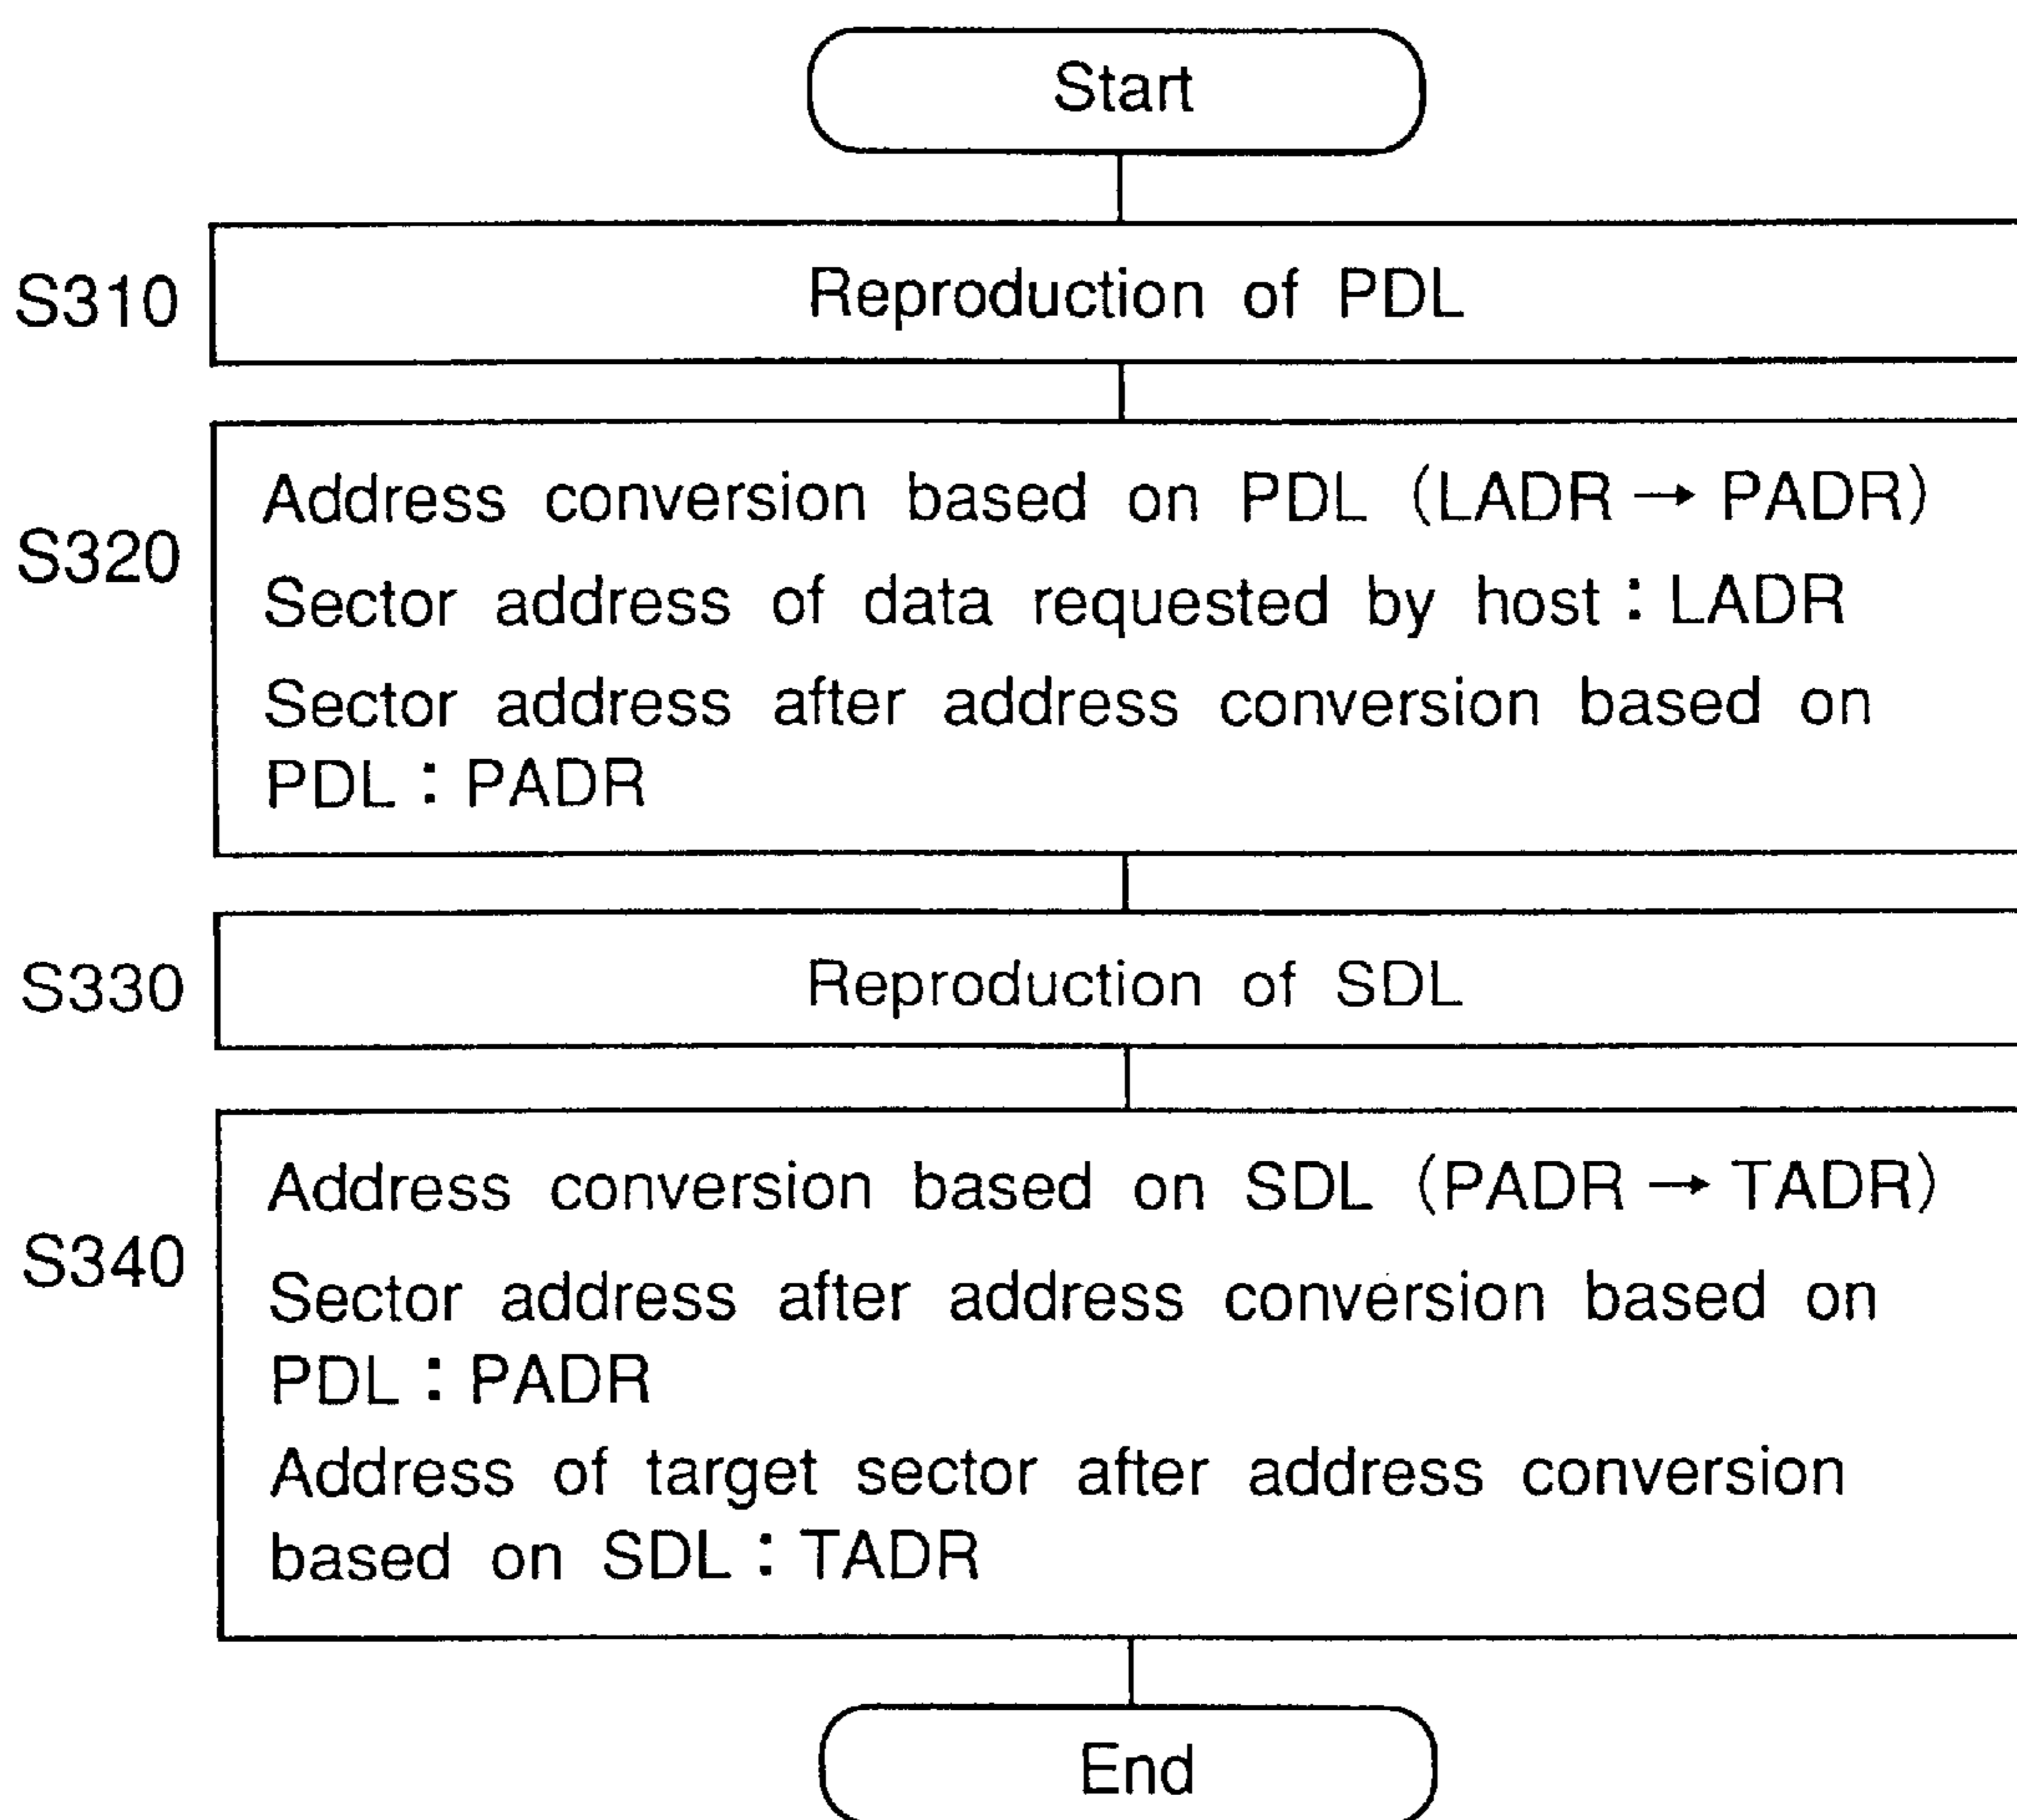 Start
S310
Reproduction of PDL
S320
Address conversion based on PDL (LADR → PADR)
Sector address of data requested by host : LADR
Sector address after address conversion based on
PDL : PADR
S330
Reproduction of SDL
S340
Address conversion based on SDL (PADR → TADR)
Sector address after address conversion based on
PDL : PADR
Address of target sector after address conversion
based on SDL : TADR
End